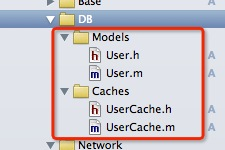 Base
DB
Models
h User.h A
m User.m A
Caches
h UserCache.h A
m UserCache.m A
Network